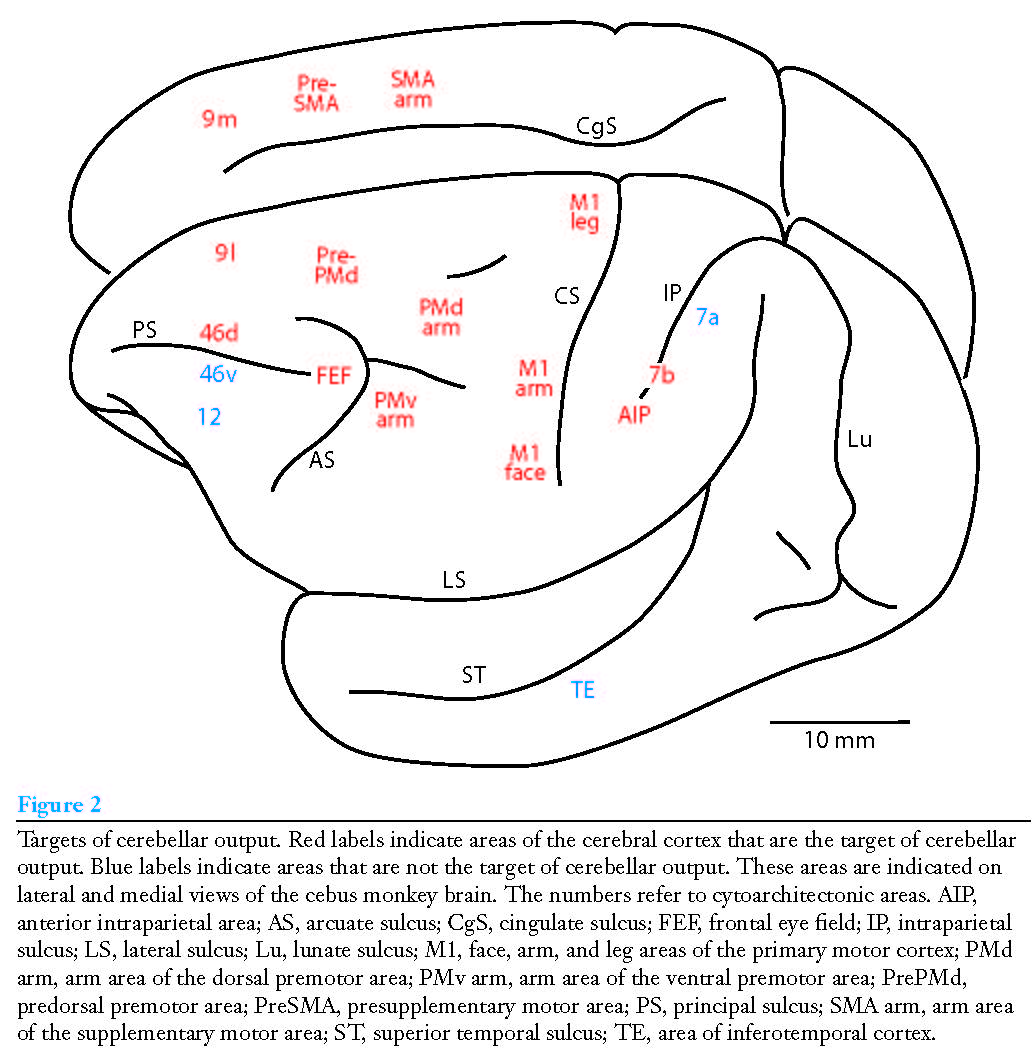 Pre-
SMA
SMA
arm
9m
CgS
M1
leg
9l
Pre-
PMd
CS
IP
PMd
arm
7a
PS
46d
46v
FEF
M1
arm
7b
12
PMv
arm
AIP
AS
M1
face
Lu
LS
ST
TE
10 mm
Figure 2
Targets of cerebellar output. Red labels indicate areas of the cerebral cortex that are the target of cerebellar
output. Blue labels indicate areas that are not the target of cerebellar output. These areas are indicated on
lateral and medial views of the cebus monkey brain. The numbers refer to cytoarchitectonic areas. AIP,
anterior intraparietal area; AS, arcuate sulcus; CgS, cingulate sulcus; FEF, frontal eye field; IP, intraparietal
sulcus; LS, lateral sulcus; Lu, lunate sulcus; M1, face, arm, and leg areas of the primary motor cortex; PMd
arm, arm area of the dorsal premotor area; PMv arm, arm area of the ventral premotor area; PrePMd,
predorsal premotor area; PreSMA, presupplementary motor area; PS, principal sulcus; SMA arm, arm area
of the supplementary motor area; ST, superior temporal sulcus; TE, area of inferotemporal cortex.